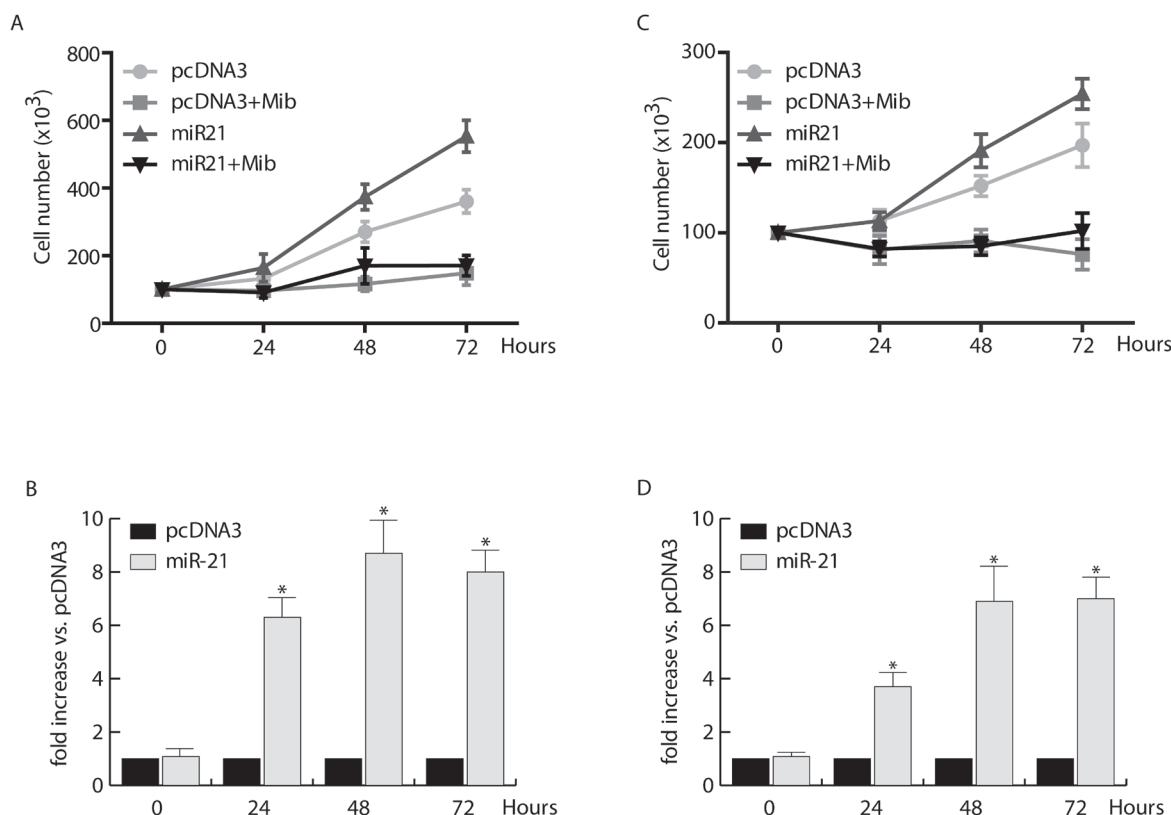 A
Cell number (x10³)
800
600
400
200
0
pcDNA3
pcDNA3+Mib
miR21
miR21+Mib
0 24 48 72 Hours
C
Cell number (x10³)
300
200
100
0
pcDNA3
pcDNA3+Mib
miR21
miR21+Mib
0 24 48 72 Hours
B
fold increase vs. pcDNA3
10
8
6
4
2
0
pcDNA3
miR-21
* * *
0 24 48 72 Hours
D
fold increase vs. pcDNA3
10
8
6
4
2
0
pcDNA3
miR-21
* * *
0 24 48 72 Hours